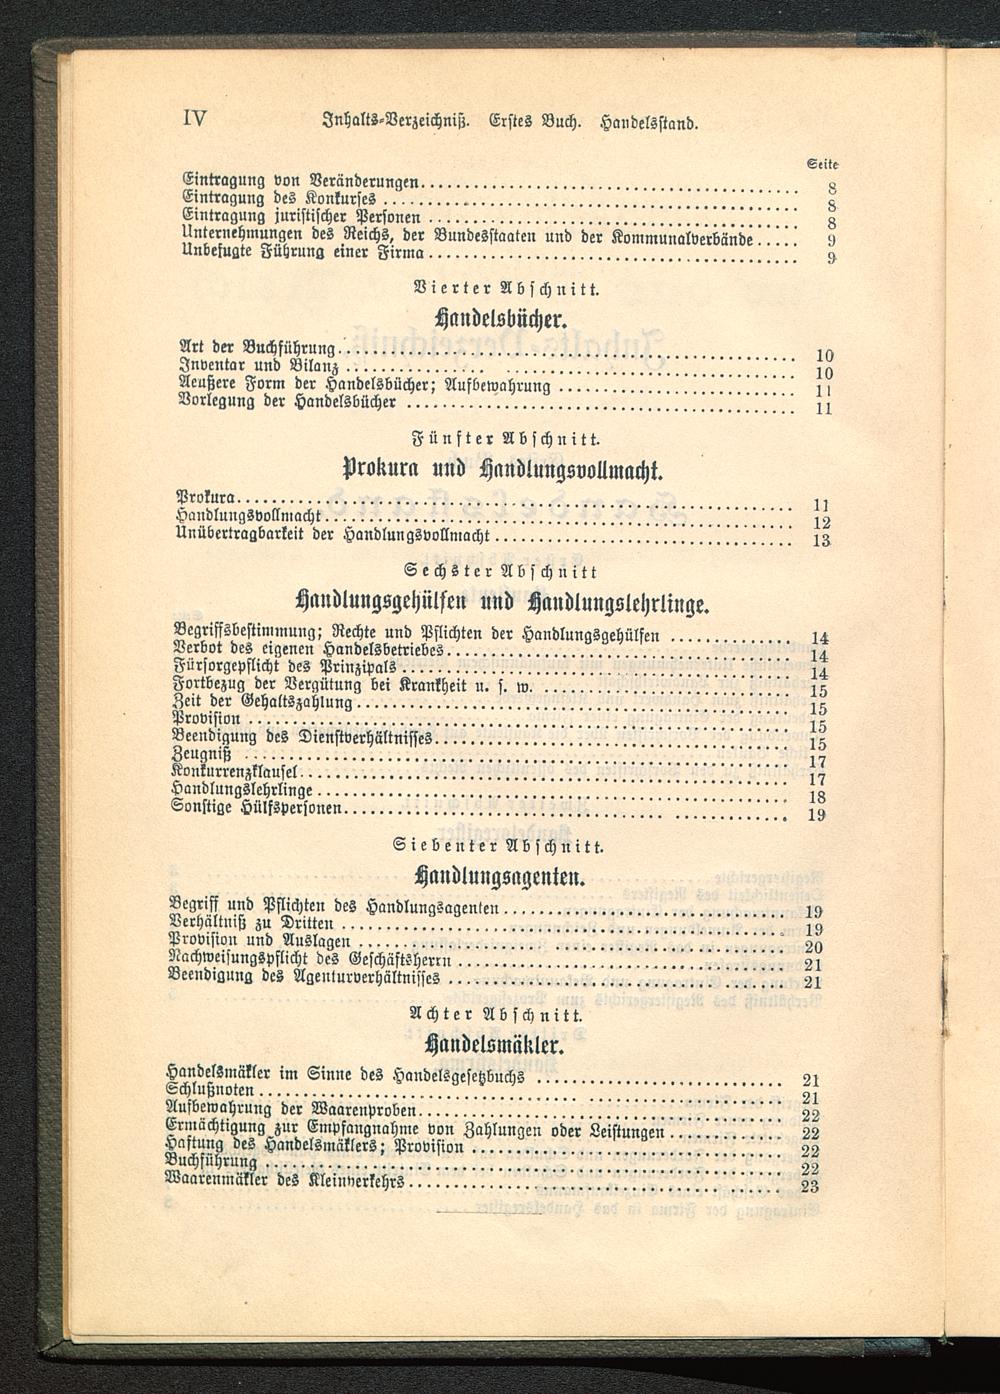 IV Inhalts-Verzeichniß. Erstes Buch. Handelsstand.
Seite
Eintragung von Veränderungen 8
Eintragung des Konkurses 8
Eintragung juristischer Personen 8
Unternehmungen des Reichs, der Bundesstaaten und der Kommunalverbände 9
Unbefugte Führung einer Firma 9
Vierter Abschnitt.
Handelsbücher.
Art der Buchführung 10
Inventar und Bilanz 10
Aeußere Form der Handelsbücher; Aufbewahrung 11
Vorlegung der Handelsbücher 11
Fünfter Abschnitt.
Prokura und Handlungsvollmacht.
Prokura 11
Handlungsvollmacht 12
Unübertragbarkeit der Handlungsvollmacht 13
Sechster Abschnitt
Handlungsgehülfen und Handlungslehrlinge.
Begriffsbestimmung; Rechte und Pflichten der Handlungsgehülfen 14
Verbot des eigenen Handelsbetriebes 14
Fürsorgepflicht des Prinzipals 14
Fortbezug der Vergütung bei Krankheit u. s. w. 15
Zeit der Gehaltszahlung 15
Provision 15
Beendigung des Dienstverhältnisses 15
Zeugniß 17
Konkurrenzklausel 17
Handlungslehrlinge 18
Sonstige Hülfspersonen 19
Siebenter Abschnitt.
Handlungsagenten.
Begriff und Pflichten des Handlungsagenten 19
Verhältniß zu Dritten 19
Provision und Auslagen 20
Nachweisungspflicht des Geschäftsherrn 21
Beendigung des Agenturverhältnisses 21
Achter Abschnitt.
Handelsmäkler.
Handelsmäkler im Sinne des Handelsgesetzbuchs 21
Schlußnoten 21
Aufbewahrung der Waarenproben 22
Ermächtigung zur Empfangnahme von Zahlungen oder Leistungen 22
Haftung des Handelsmäklers; Provision 22
Buchführung 22
Waarenmäkler des Kleinverkehrs 23